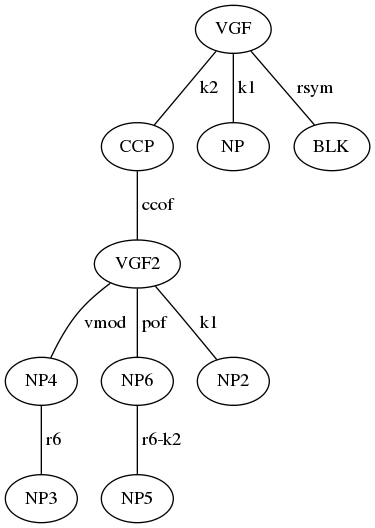 VGF
k2 k1 rsym
CCP NP BLK
ccof
VGF2
vmod pof k1
NP4 NP6 NP2
r6 r6-k2
NP3 NP5